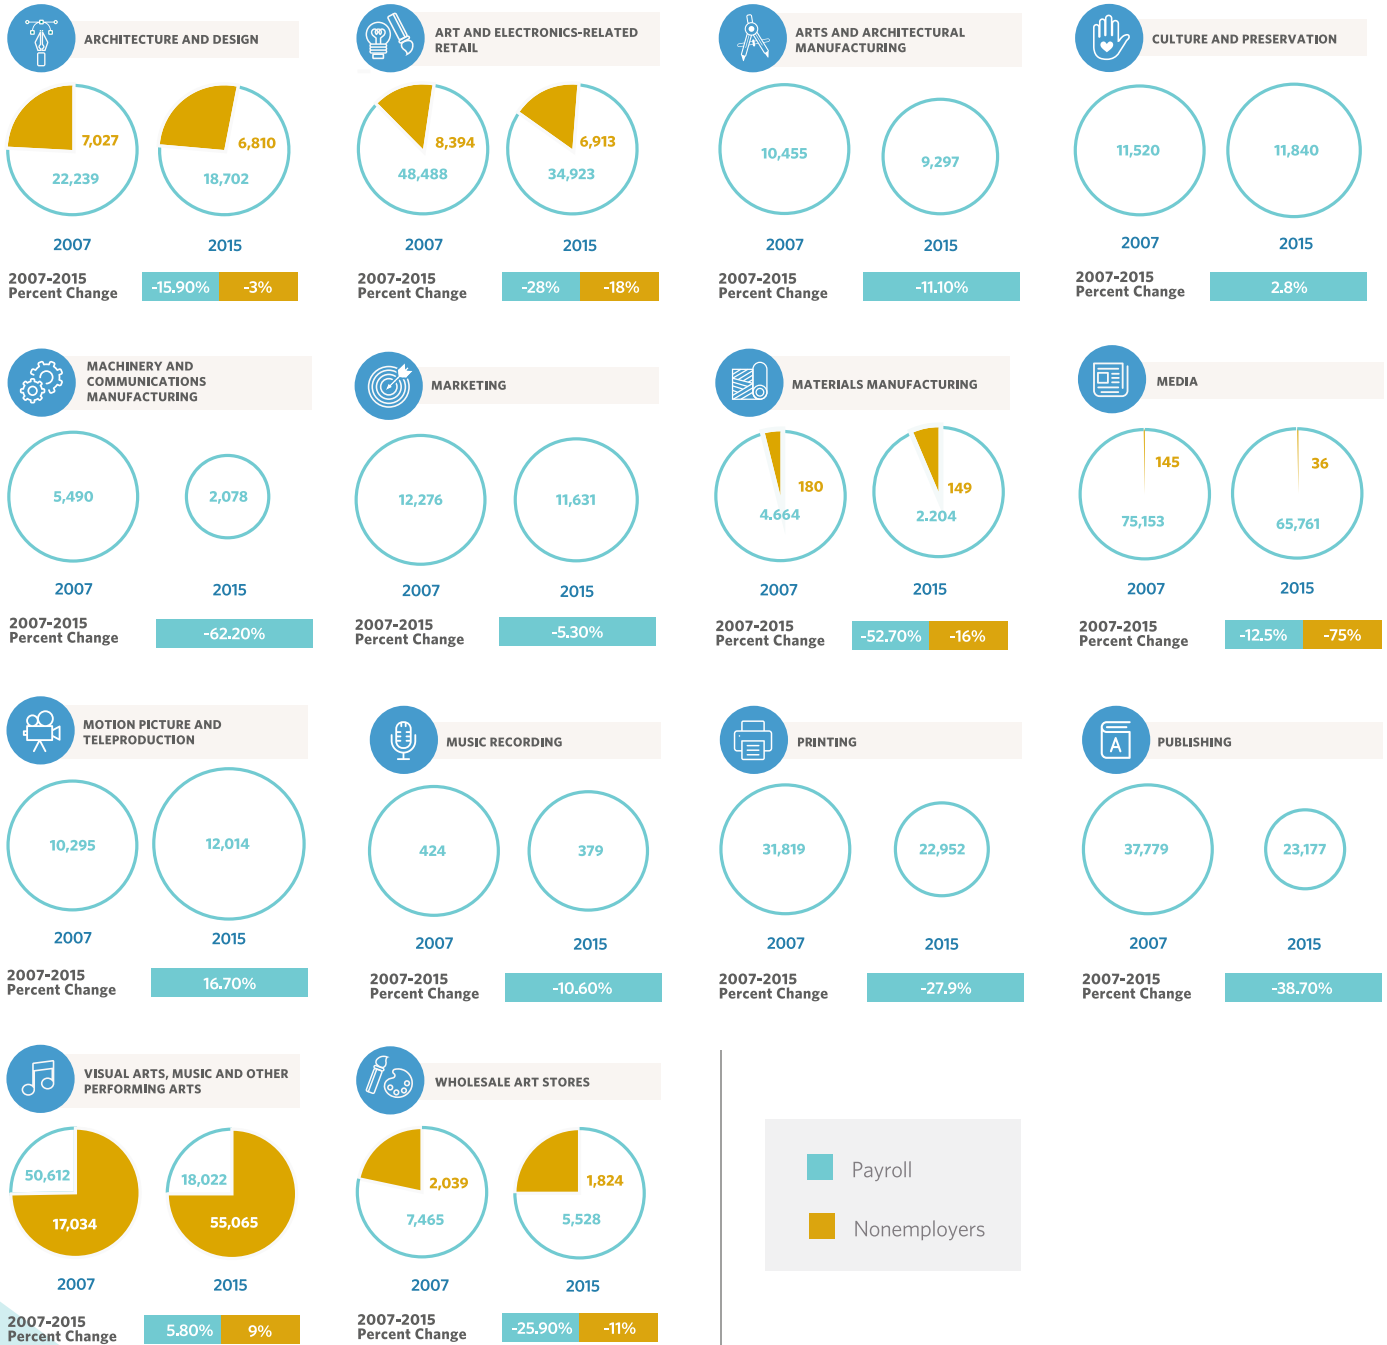 ARCHITECTURE AND DESIGN
7,027
22,239
2007
6,810
18,702
2015
2007-2015
Percent Change
-15.90%
-3%
ART AND ELECTRONICS-RELATED
RETAIL
8,394
48,488
2007
6,913
34,923
2015
2007-2015
Percent Change
-28%
-18%
ARTS AND ARCHITECTURAL
MANUFACTURING
10,455
2007
9,297
2015
2007-2015
Percent Change
-11.10%
CULTURE AND PRESERVATION
11,520
2007
11,840
2015
2007-2015
Percent Change
2.8%
MACHINERY AND
COMMUNICATIONS
MANUFACTURING
5,490
2007
2,078
2015
2007-2015
Percent Change
-62.20%
MARKETING
12,276
2007
11,631
2015
2007-2015
Percent Change
-5.30%
MATERIALS MANUFACTURING
180
4.664
2007
149
2.204
2015
2007-2015
Percent Change
-52.70%
-16%
MEDIA
145
75,153
2007
36
65,761
2015
2007-2015
Percent Change
-12.5%
-75%
MOTION PICTURE AND
TELEPRODUCTION
10,295
2007
12,014
2015
2007-2015
Percent Change
16.70%
MUSIC RECORDING
424
2007
379
2015
2007-2015
Percent Change
-10.60%
PRINTING
31,819
2007
22,952
2015
2007-2015
Percent Change
-27.9%
A
PUBLISHING
37,779
2007
23,177
2015
2007-2015
Percent Change
-38.70%
VISUAL ARTS, MUSIC AND OTHER
PERFORMING ARTS
50,612
17,034
2007
18,022
55,065
2015
2007-2015
Percent Change
5.80%
9%
WHOLESALE ART STORES
2,039
7,465
2007
1,824
5,528
2015
2007-2015
Percent Change
-25.90%
-11%
Payroll
Nonemployers